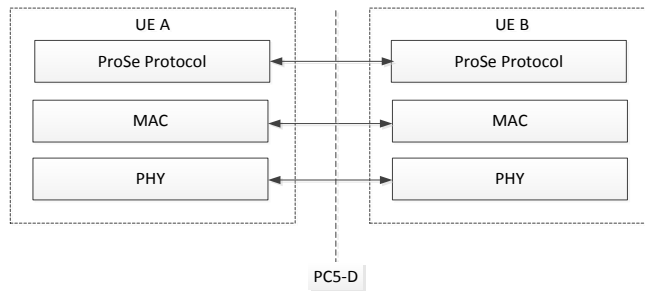 UE A
UE B
ProSe Protocol
ProSe Protocol
MAC
MAC
PHY
PHY
PC5-D